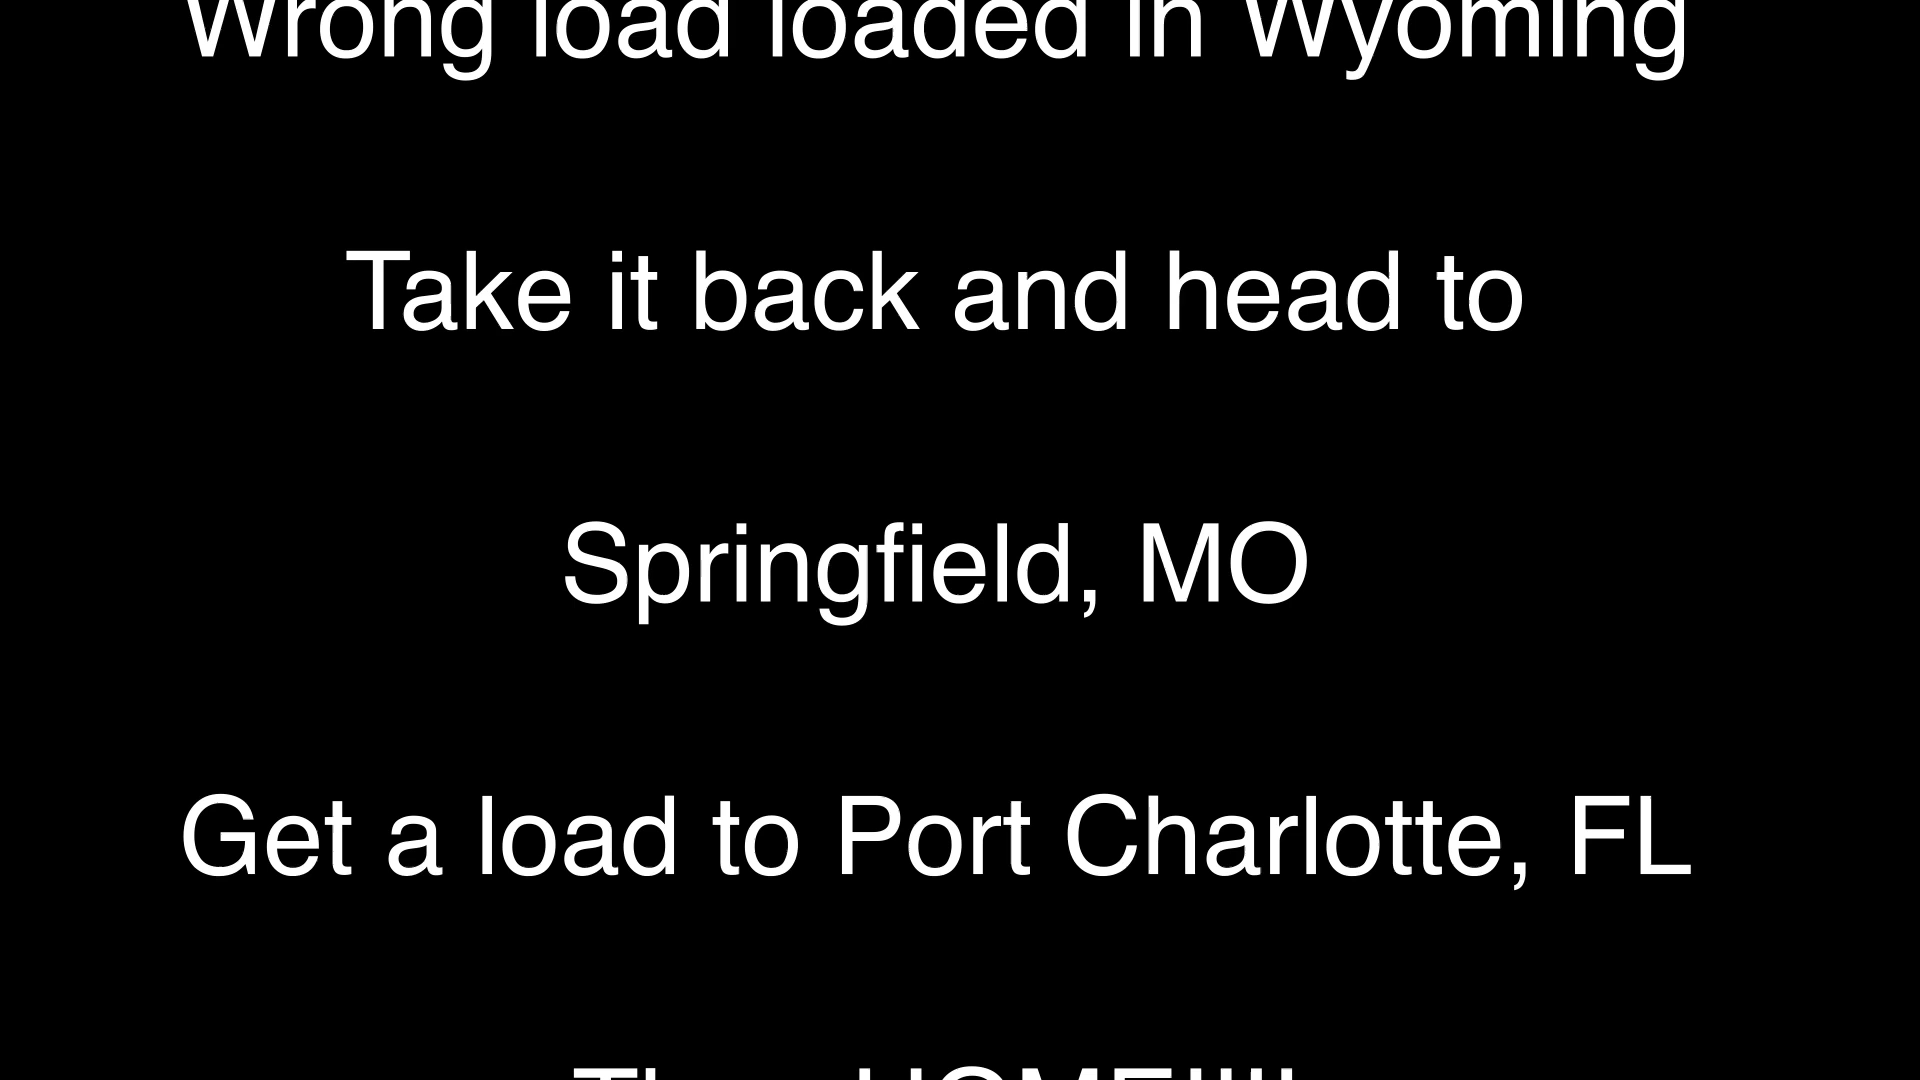 Wrong load loaded in Wyoming
Take it back and head to
Springfield, MO
Get a load to Port Charlotte, FL